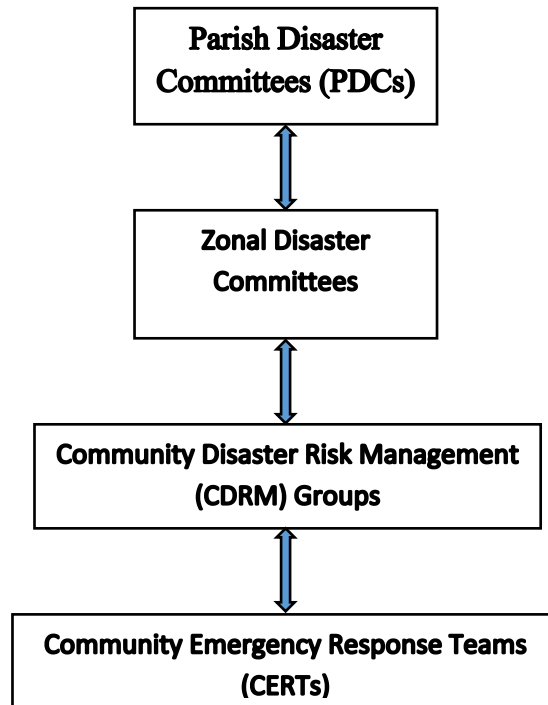 Parish Disaster
Committees (PDCs)
Zonal Disaster
Committees
Community Disaster Risk Management
(CDRM) Groups
Community Emergency Response Teams
(CERTs)